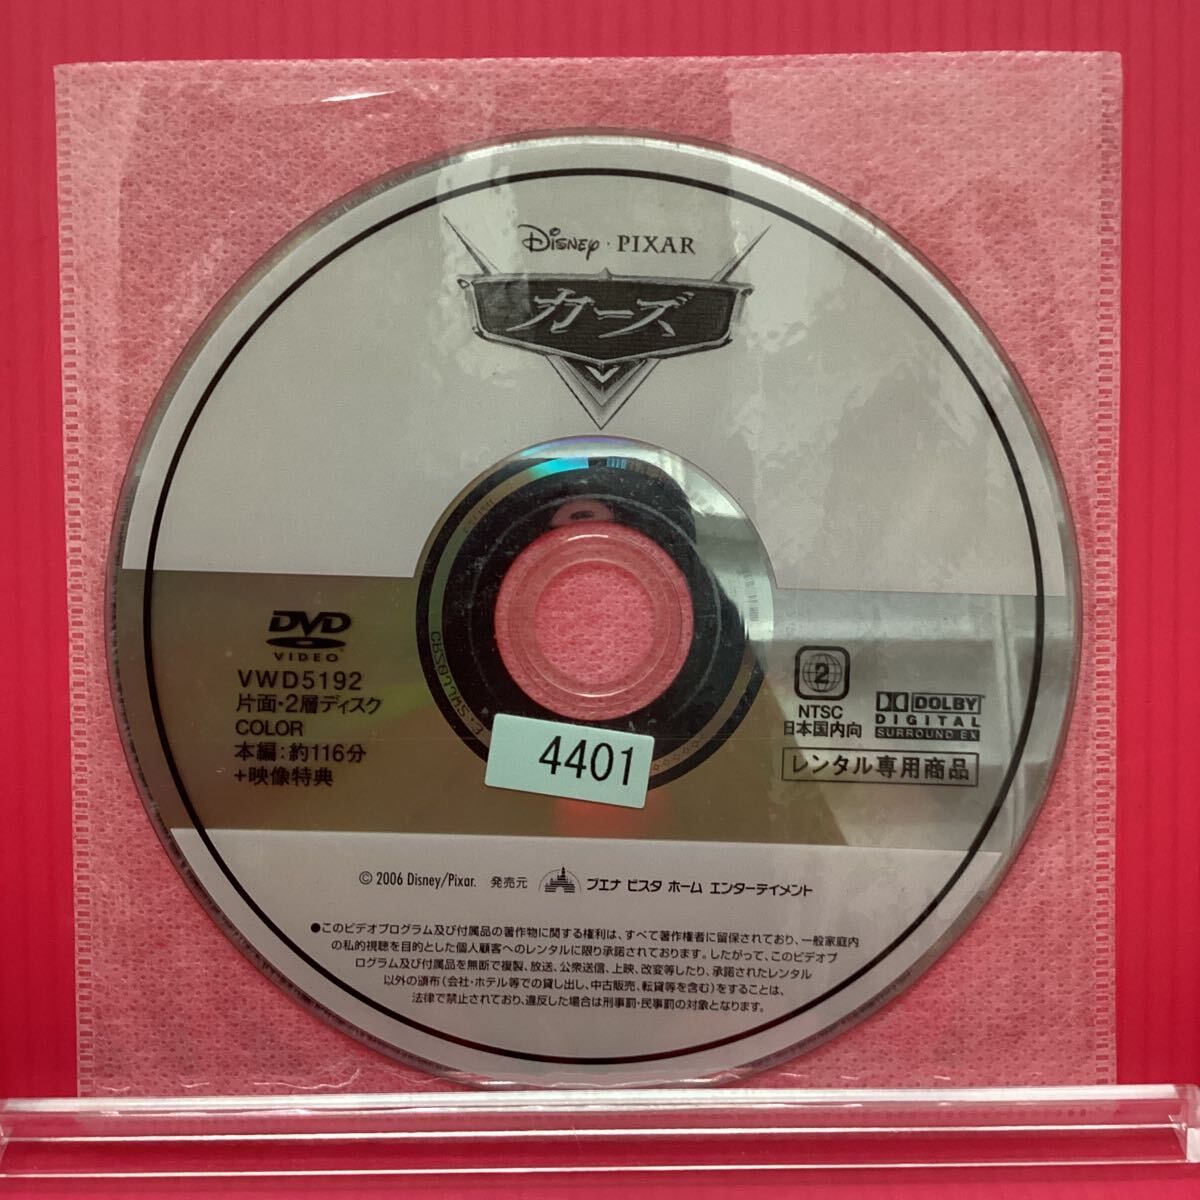 Disney · PIXAR
カーズ
DVD
VIDEO
VWD5192
片面・2層ディスク
COLOR
本編:約116分
+映像特典
2
NTSC
日本国内向
DOLBY
DIGITAL
SURROUND EX
レンタル専用商品
4401
© 2006 Disney/Pixar. 発売元 ブエナ ビスタ ホーム エンターテイメント
●このビデオプログラム及び付属品の著作物に関する権利は、すべて著作権者に留保されており、一般家庭内
の私的視聴を目的とした個人顧客へのレンタルに限り承諾されております。したがって、このビデオプ
ログラム及び付属品を無断で複製、放送、公衆送信、上映、改変等したり、承諾されたレンタル
以外の頒布(会社・ホテル等での貸し出し、中古販売、転貸等を含む)をすることは、
法律で禁止されており、違反した場合は刑事罰・民事罰の対象となります。